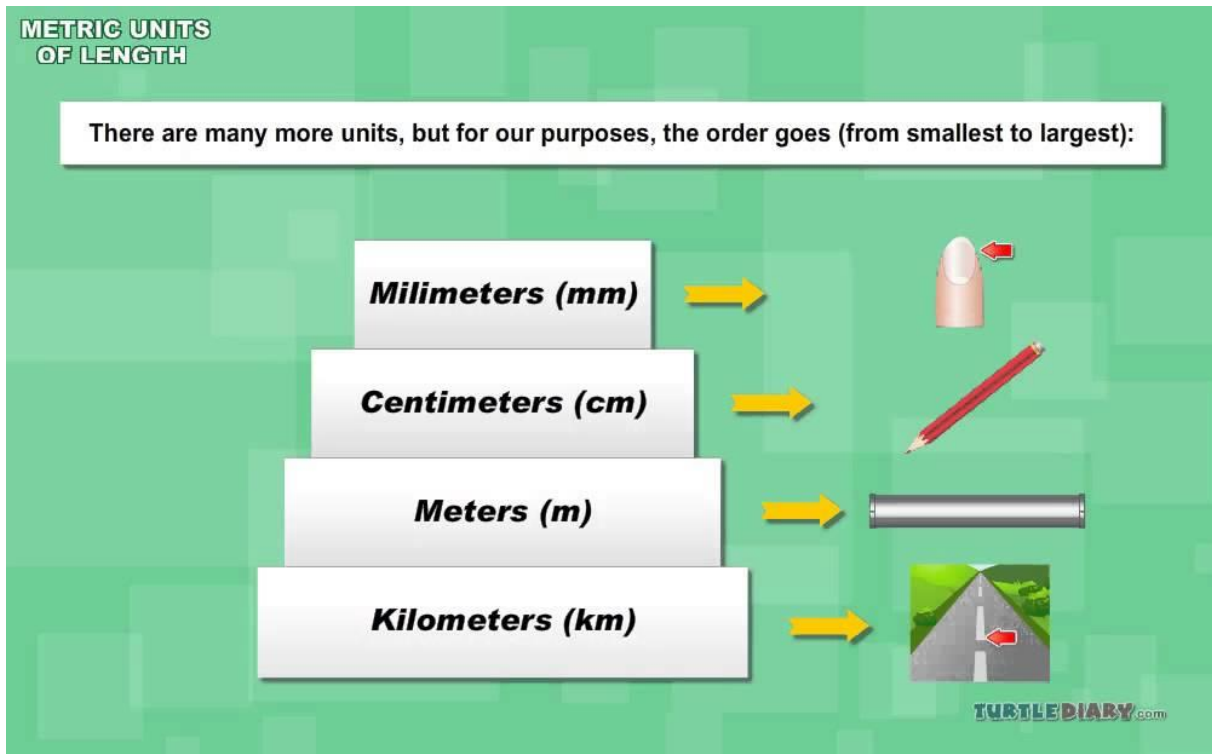 METRIC UNITS
OF LENGTH
There are many more units, but for our purposes, the order goes (from smallest to largest):
Milimeters (mm)
Centimeters (cm)
Meters (m)
Kilometers (km)
TURTLEDIARY.com